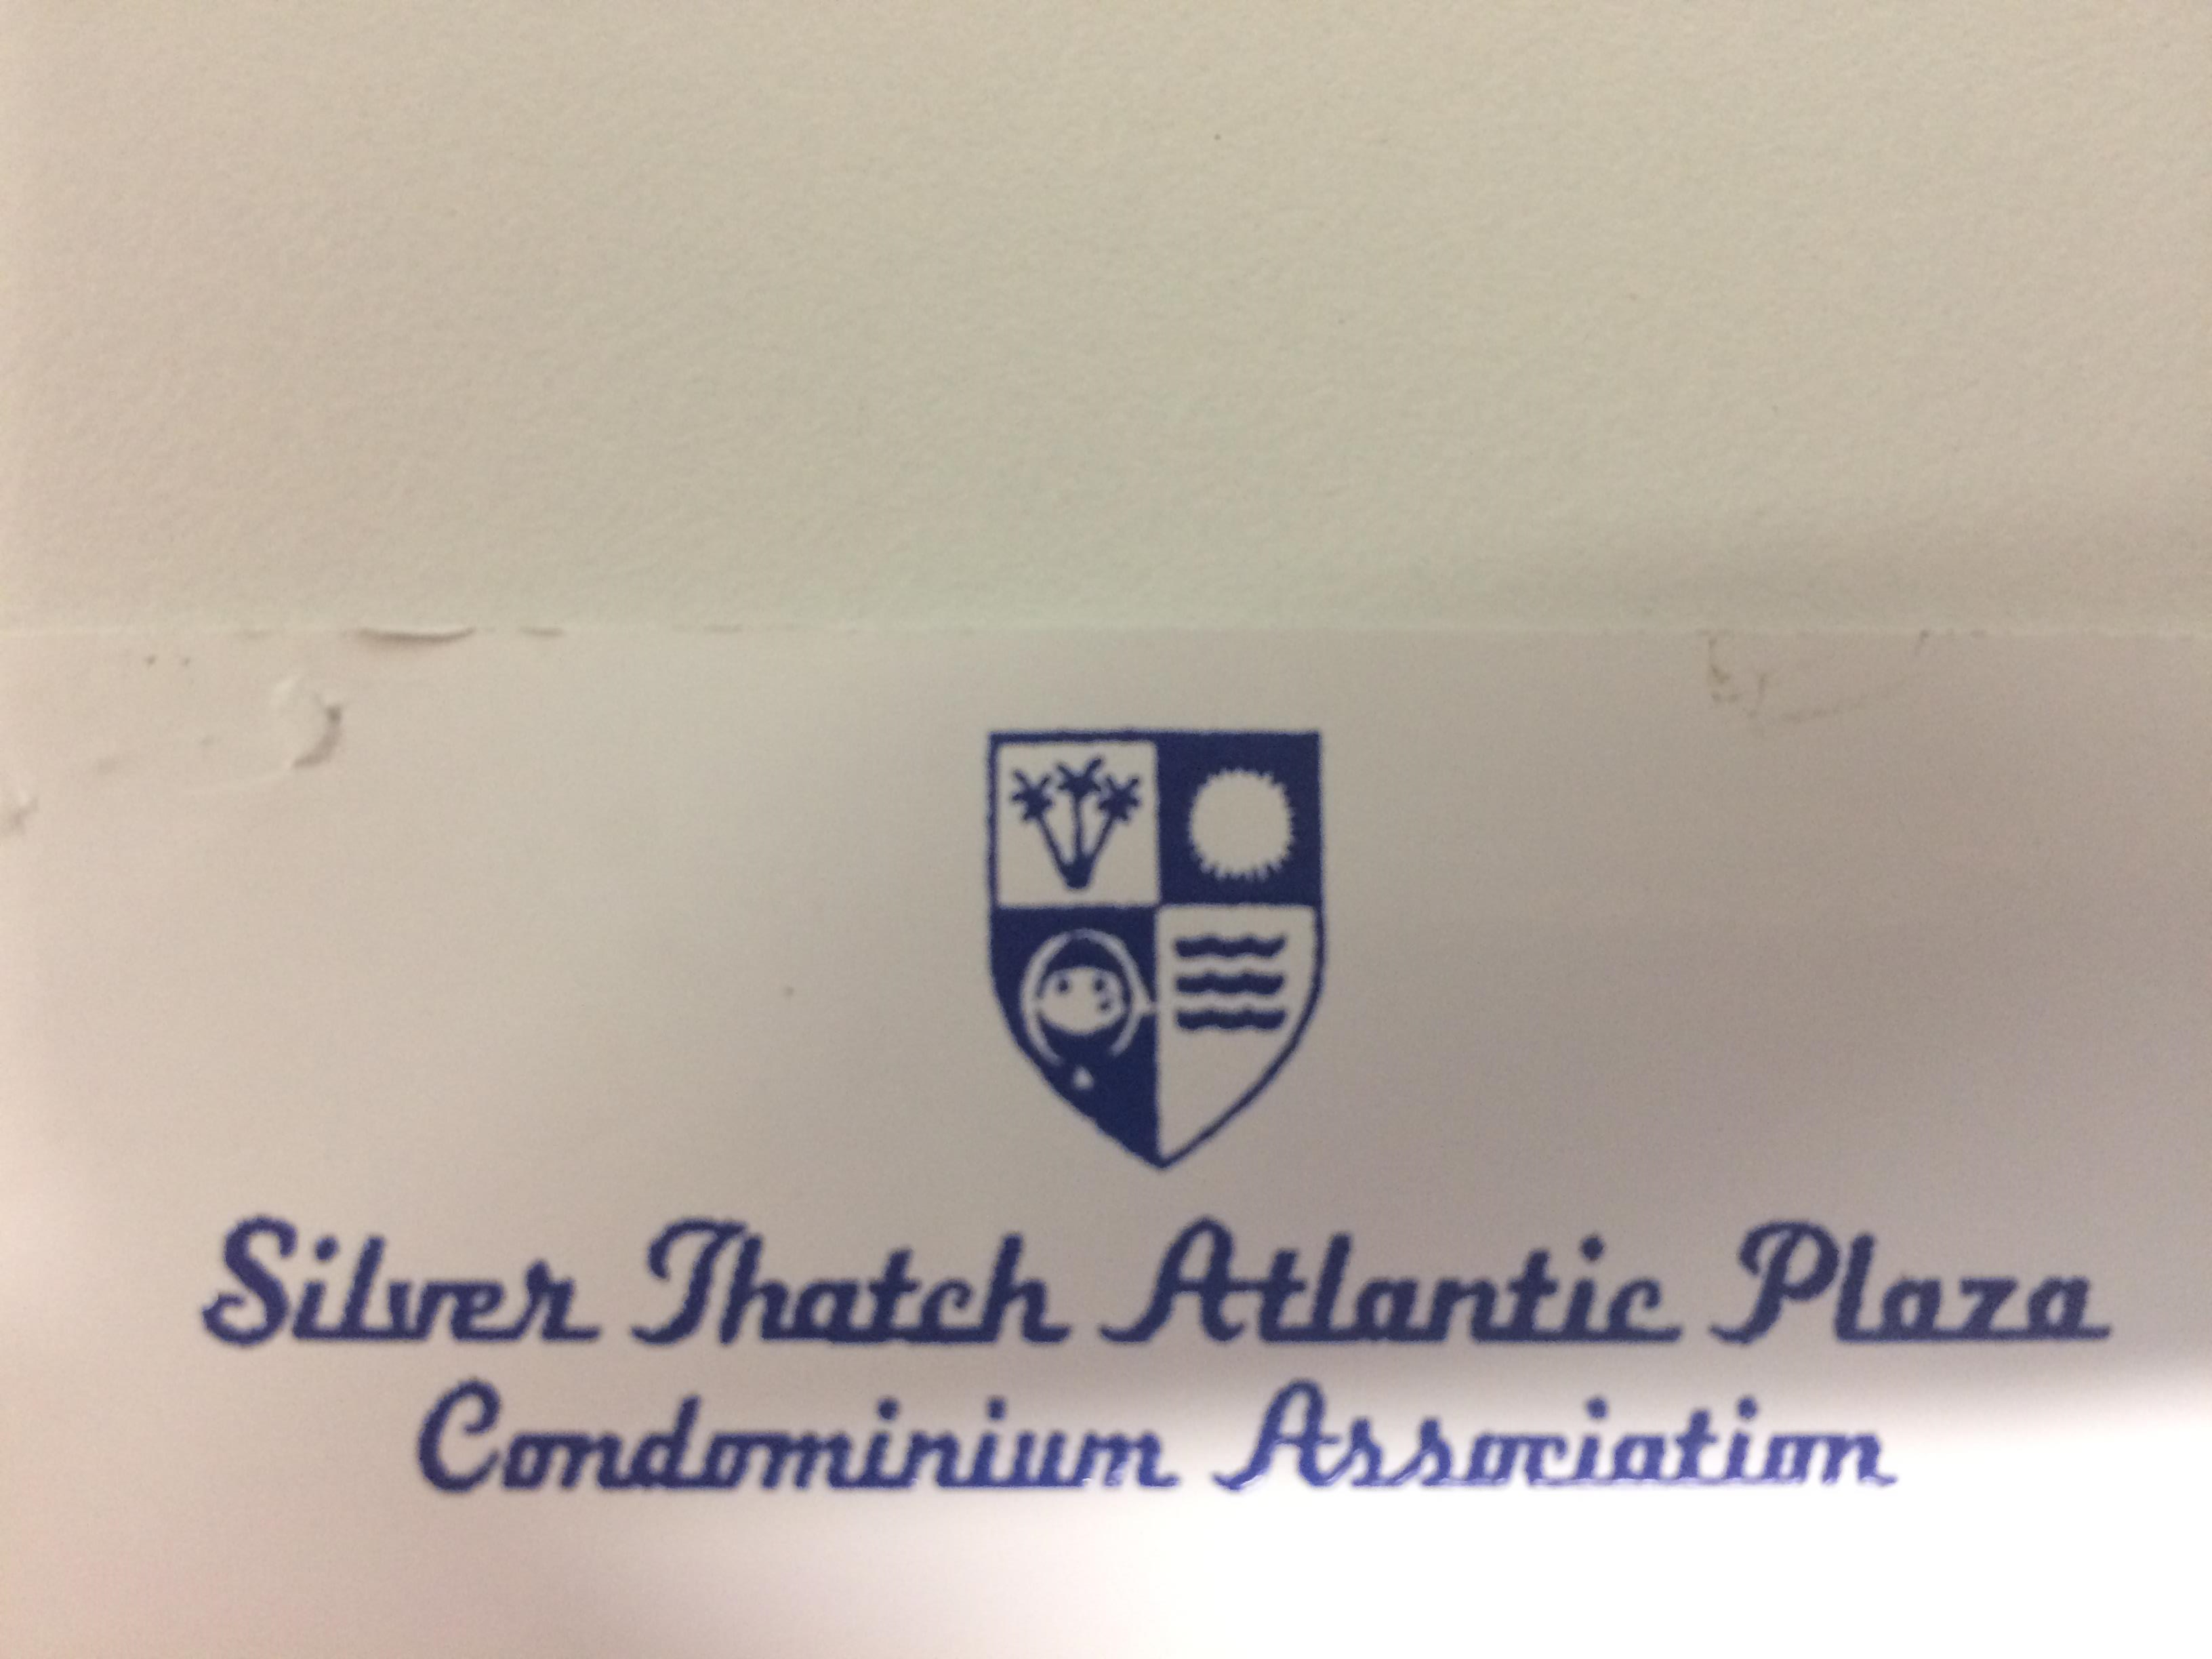 Silver Thatch Atlantic Plaza
Condominium Association